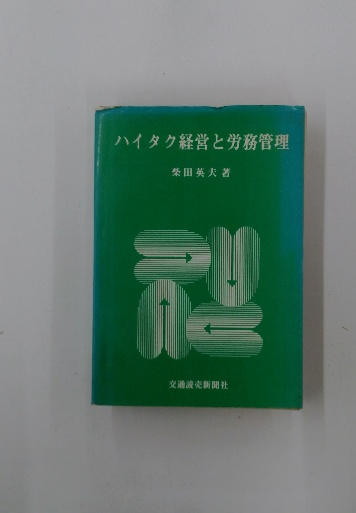 ハイタク経営と労務管理
柴田英夫著
交通読売新聞社